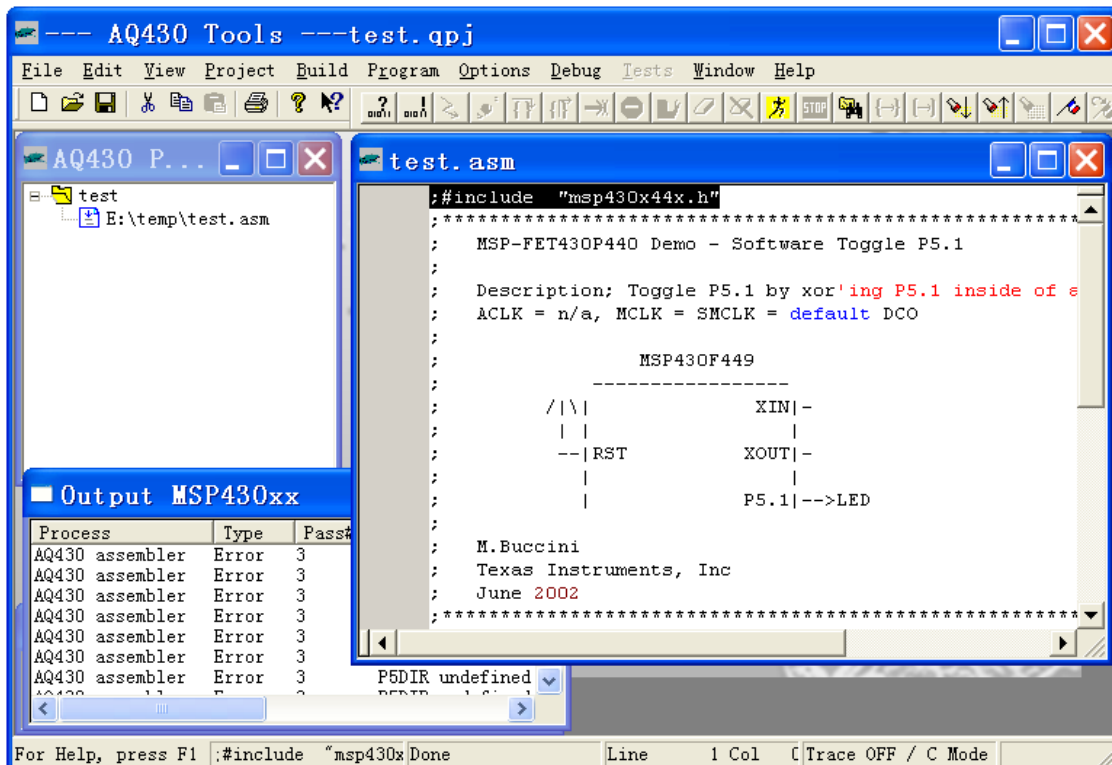 --- AQ430 Tools ---test.qpj
File Edit View Project Build Program Options Debug Tests Window Help
STOP
AQ430 P...
test
E:\temp\test.asm
test.asm
;#include "msp430x44x.h"
;*******************************************************
; MSP-FET430P440 Demo - Software Toggle P5.1
;
; Description; Toggle P5.1 by xor'ing P5.1 inside of a
; ACLK = n/a, MCLK = SMCLK = default DCO
;
; MSP430F449
; -----------------
; /|\| XIN|-
; | | |
; --|RST XOUT|-
; | |
; | P5.1|-->LED
;
; M.Buccini
; Texas Instruments, Inc
; June 2002
;*******************************************************
Output MSP430xx
Process Type Pass#
AQ430 assembler Error 3
AQ430 assembler Error 3
AQ430 assembler Error 3
AQ430 assembler Error 3
AQ430 assembler Error 3
AQ430 assembler Error 3
AQ430 assembler Error 3 P5DIR undefined
For Help, press F1 ;#include "msp430x Done Line 1 Col Trace OFF / C Mode